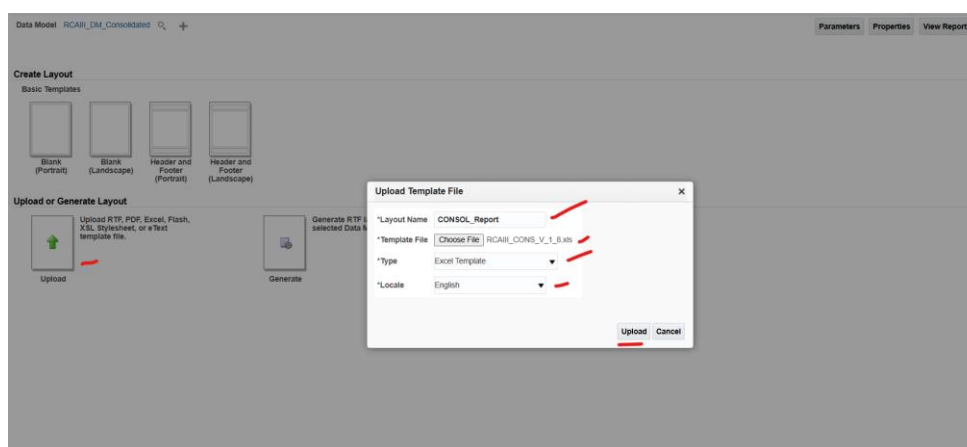 Data Model RCAIII_DM_Consolidated
Parameters Properties View Report
Create Layout
Basic Templates
Blank (Portrait)
Blank (Landscape)
Header and Footer (Portrait)
Header and Footer (Landscape)
Upload or Generate Layout
Upload RTF, PDF, Excel, Flash,
XSL Stylesheet, or eText
template file.
Upload
Generate RTF
selected Data M
Generate
Upload Template File
*Layout Name CONSOL_Report
*Template File Choose File RCAIII_CONS_V_1_8.xls
*Type Excel Template
*Locale English
Upload Cancel